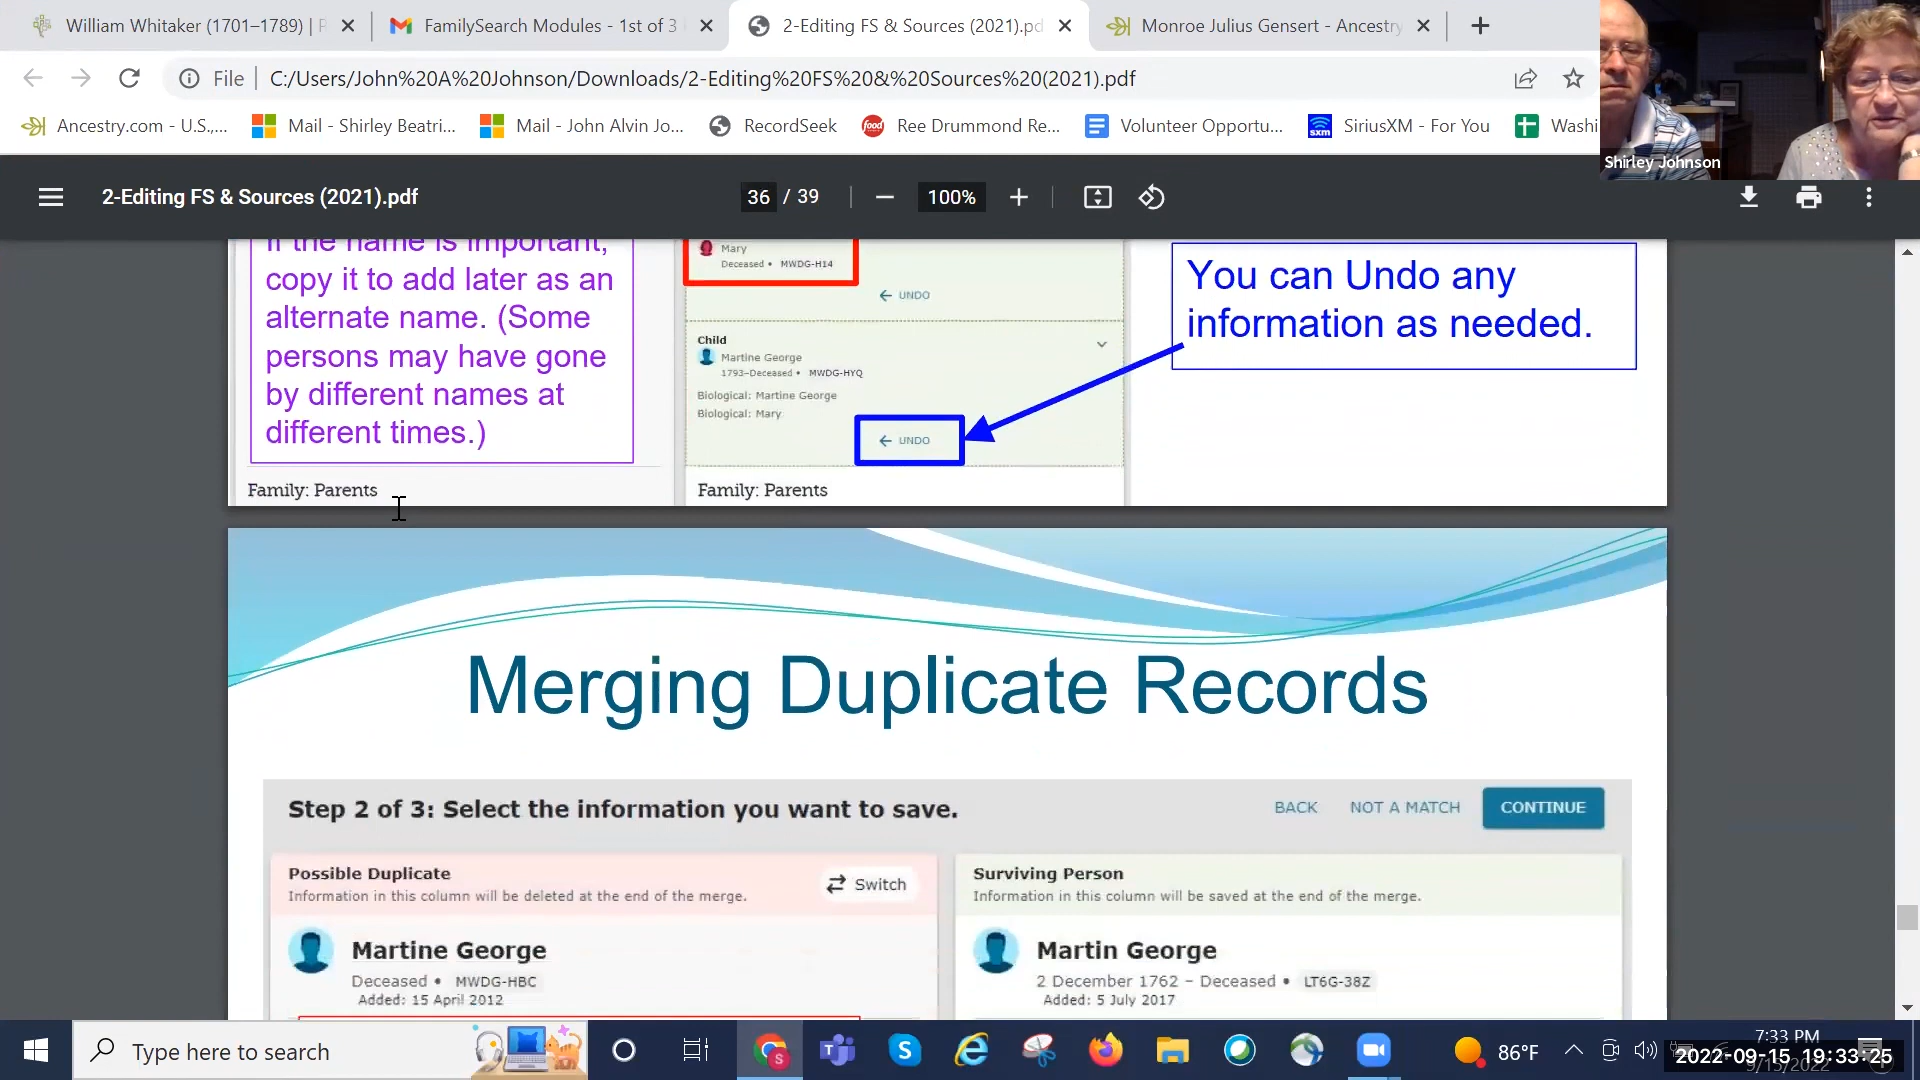 William Whitaker (1701–1789) | F
FamilySearch Modules - 1st of 3
2-Editing FS & Sources (2021).pd
Monroe Julius Gensert - Ancestry
File
C:/Users/John%20A%20Johnson/Downloads/2-Editing%20FS%20&%20Sources%20(2021).pdf
Ancestry.com - U.S.,...
Mail - Shirley Beatri...
Mail - John Alvin Jo...
RecordSeek
food
Ree Drummond Re...
Volunteer Opportu...
sxm
SiriusXM - For You
Washi
Shirley Johnson
2-Editing FS & Sources (2021).pdf
36 / 39
100%
If the name is important,
copy it to add later as an
alternate name. (Some
persons may have gone
by different names at
different times.)
Family: Parents
Mary
Deceased • MWDG-H14
UNDO
Child
Martine George
1793–Deceased • MWDG-HYQ
Biological: Martine George
Biological: Mary
UNDO
Family: Parents
You can Undo any
information as needed.
Merging Duplicate Records
Step 2 of 3: Select the information you want to save.
BACK
NOT A MATCH
CONTINUE
Possible Duplicate
Information in this column will be deleted at the end of the merge.
Switch
Martine George
Deceased • MWDG-HBC
Added: 15 April 2012
Surviving Person
Information in this column will be saved at the end of the merge.
Martin George
2 December 1762 – Deceased • LT6G-38Z
Added: 5 July 2017
Type here to search
S
86°F
7:33 PM
9/15/2022
2022-09-15 19:33:25